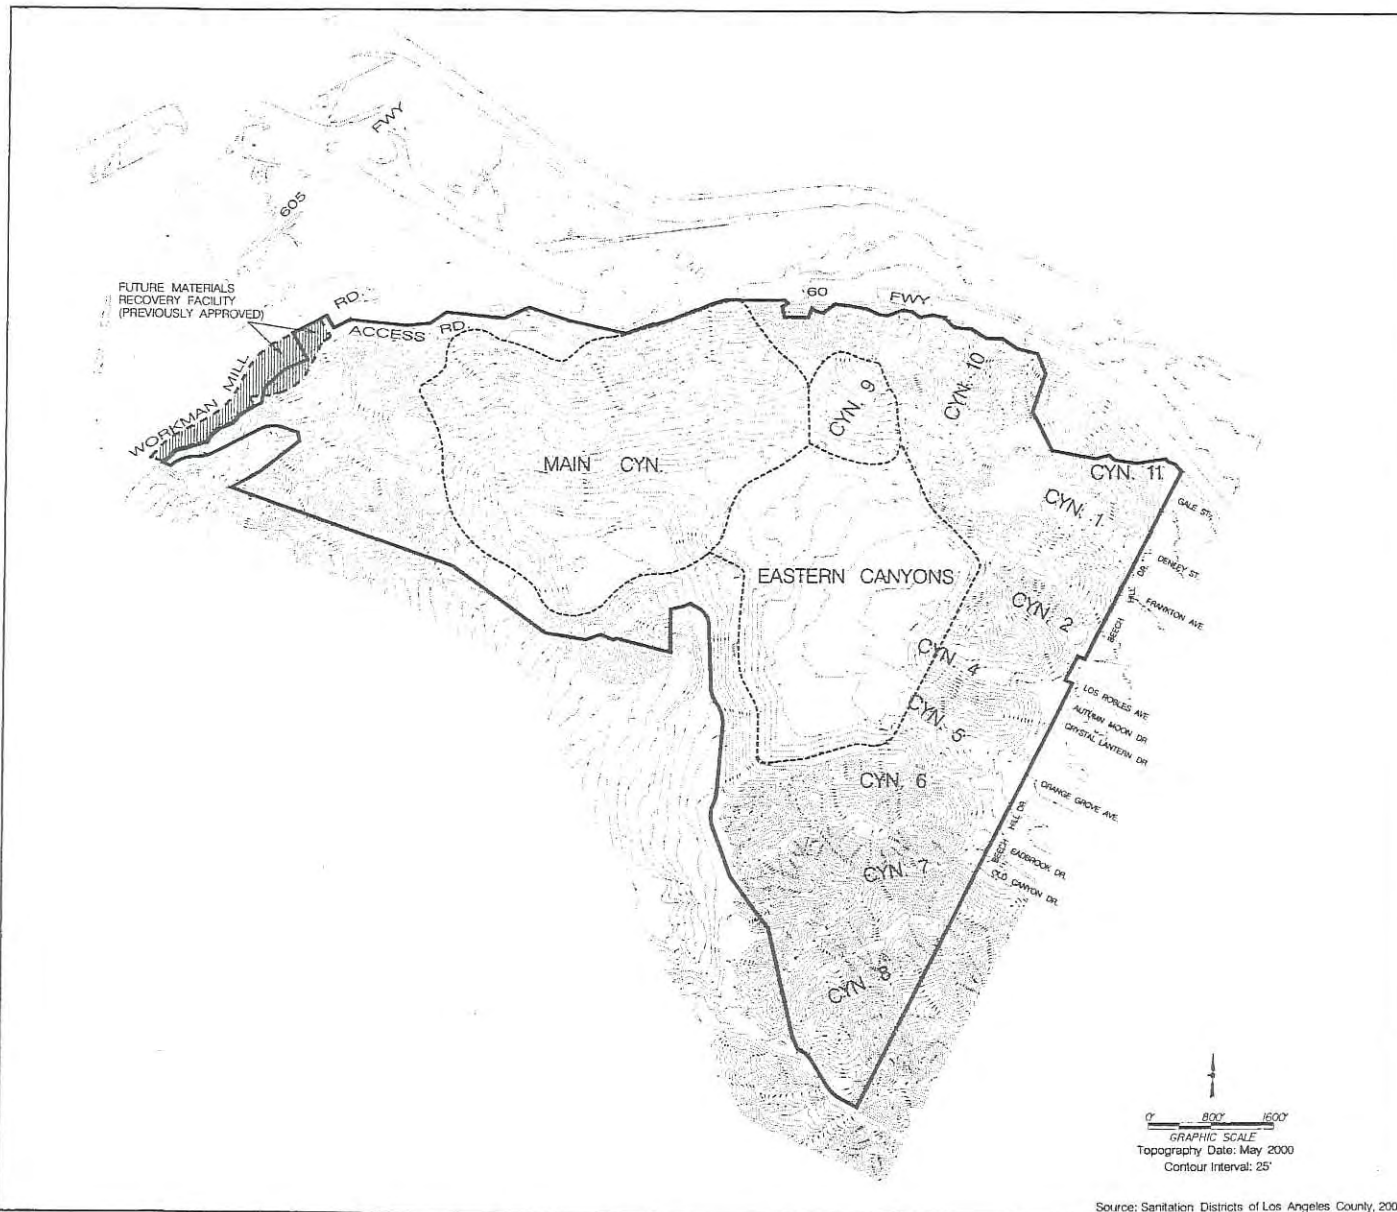 FWY
605
FUTURE MATERIALS
RECOVERY FACILITY
(PREVIOUSLY APPROVED)
WORKMAN MILL RD.
ACCESS RD.
60 FWY
CYN. 9
CYN. 10
MAIN CYN.
CYN. 11
CYN. 1
GALE ST.
EASTERN CANYONS
DENLEY ST.
BEECH HILL DR.
FRANKTON AVE.
CYN. 2
CYN. 4
LOS ROBLES AVE.
CYN. 5
AUTUMN MOON DR.
CRYSTAL LANTERN DR.
CYN. 6
ORANGE GROVE AVE.
BEECH HILL DR.
CYN. 7
EADBROOK DR.
OLD CANYON DR.
CYN. 8
0' 800' 1600'
GRAPHIC SCALE
Topography Date: May 2000
Contour Interval: 25'
Source: Sanitation Districts of Los Angeles County, 200